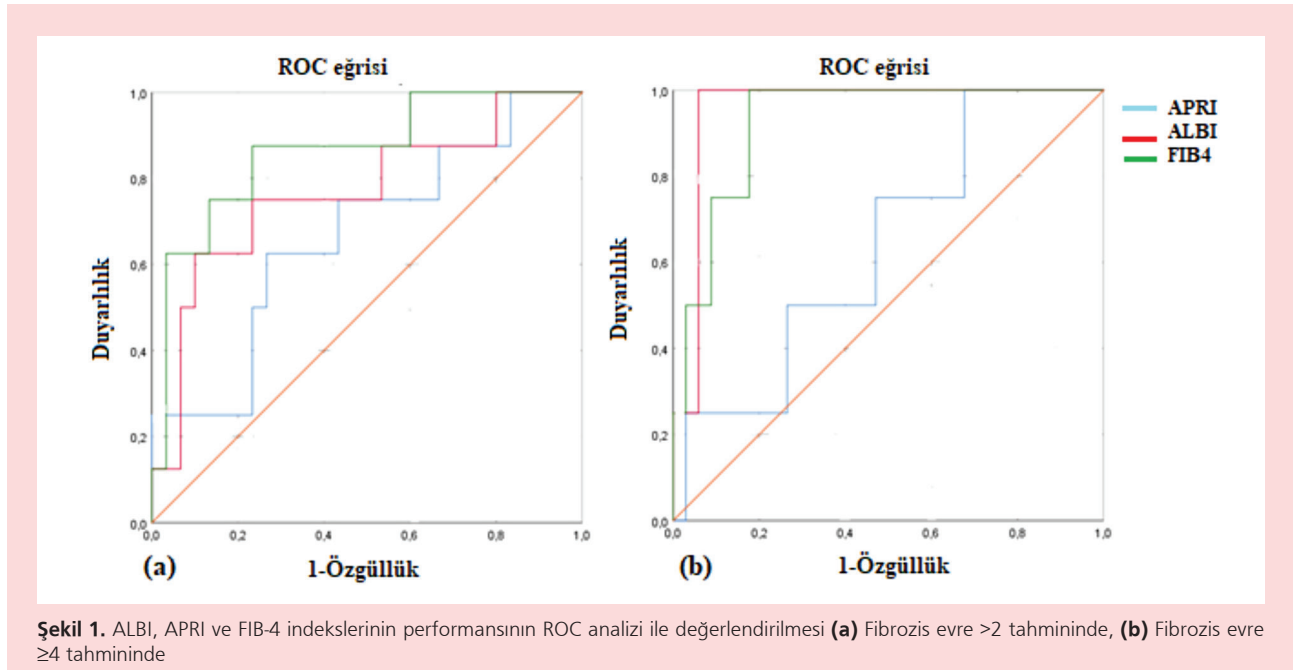 ROC eğrisi
1,0
0,8
0,6
0,4
0,2
0,0
0,0 0,2 0,4 0,6 0,8 1,0
Duyarlılık
(a) 1-Özgüllük
ROC eğrisi
1,0
0,8
0,6
0,4
0,2
0,0
0,0 0,2 0,4 0,6 0,8 1,0
Duyarlılık
(b) 1-Özgüllük
APRI
ALBI
FIB4
Şekil 1. ALBI, APRI ve FIB-4 indekslerinin performansının ROC analizi ile değerlendirilmesi (a) Fibrozis evre >2 tahmininde, (b) Fibrozis evre
≥4 tahmininde